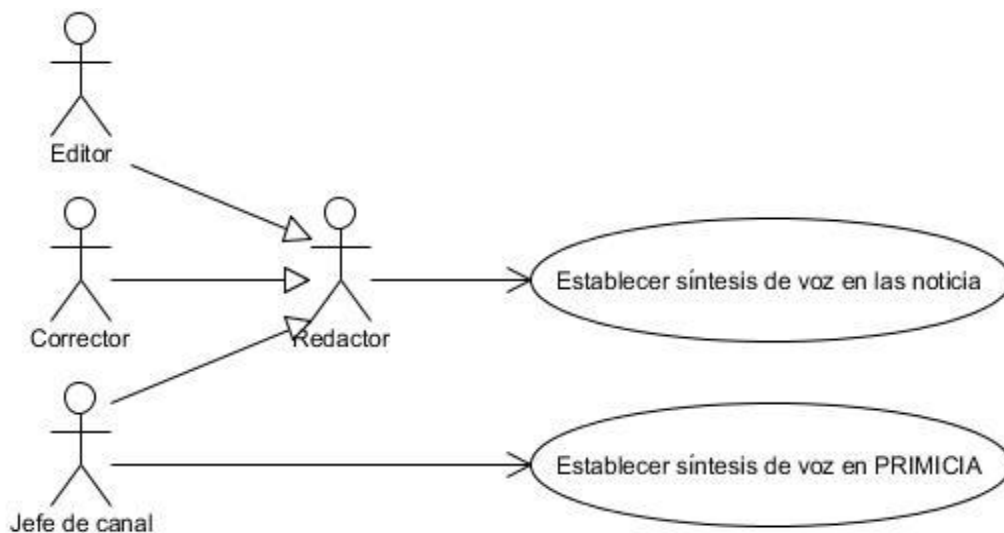 Editor
Corrector
Redactor
Establecer síntesis de voz en las noticia
Jefe de canal
Establecer síntesis de voz en PRIMICIA